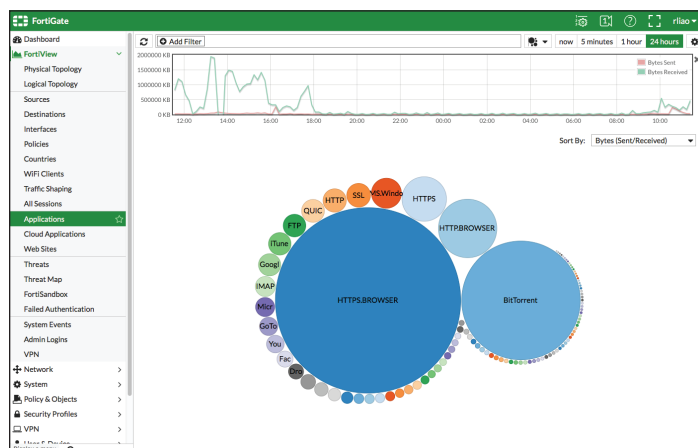 FortiGate
1
?
rlliao
Dashboard
FortiView
Physical Topology
Logical Topology
Sources
Destinations
Interfaces
Policies
Countries
WiFi Clients
Traffic Shaping
All Sessions
Applications
Cloud Applications
Web Sites
Threats
Threat Map
FortiSandbox
Failed Authentication
System Events
Admin Logins
VPN
Network
System
Policy & Objects
Security Profiles
VPN
User & Device
Add Filter
now 5 minutes 1 hour 24 hours
2000000 KB
1500000 KB
1000000 KB
500000 KB
0 KB
Bytes Sent
Bytes Received
12:00 14:00 16:00 18:00 20:00 22:00 00:00 02:00 04:00 06:00 08:00 10:00
Sort By: Bytes (Sent/Received)
HTTPS.BROWSER
BitTorrent
HTTP.BROWSER
HTTPS
MS.Windo
SSL
HTTP
QUIC
FTP
iTune
Googl
IMAP
Micr
GoTo
You
Fac
Dro